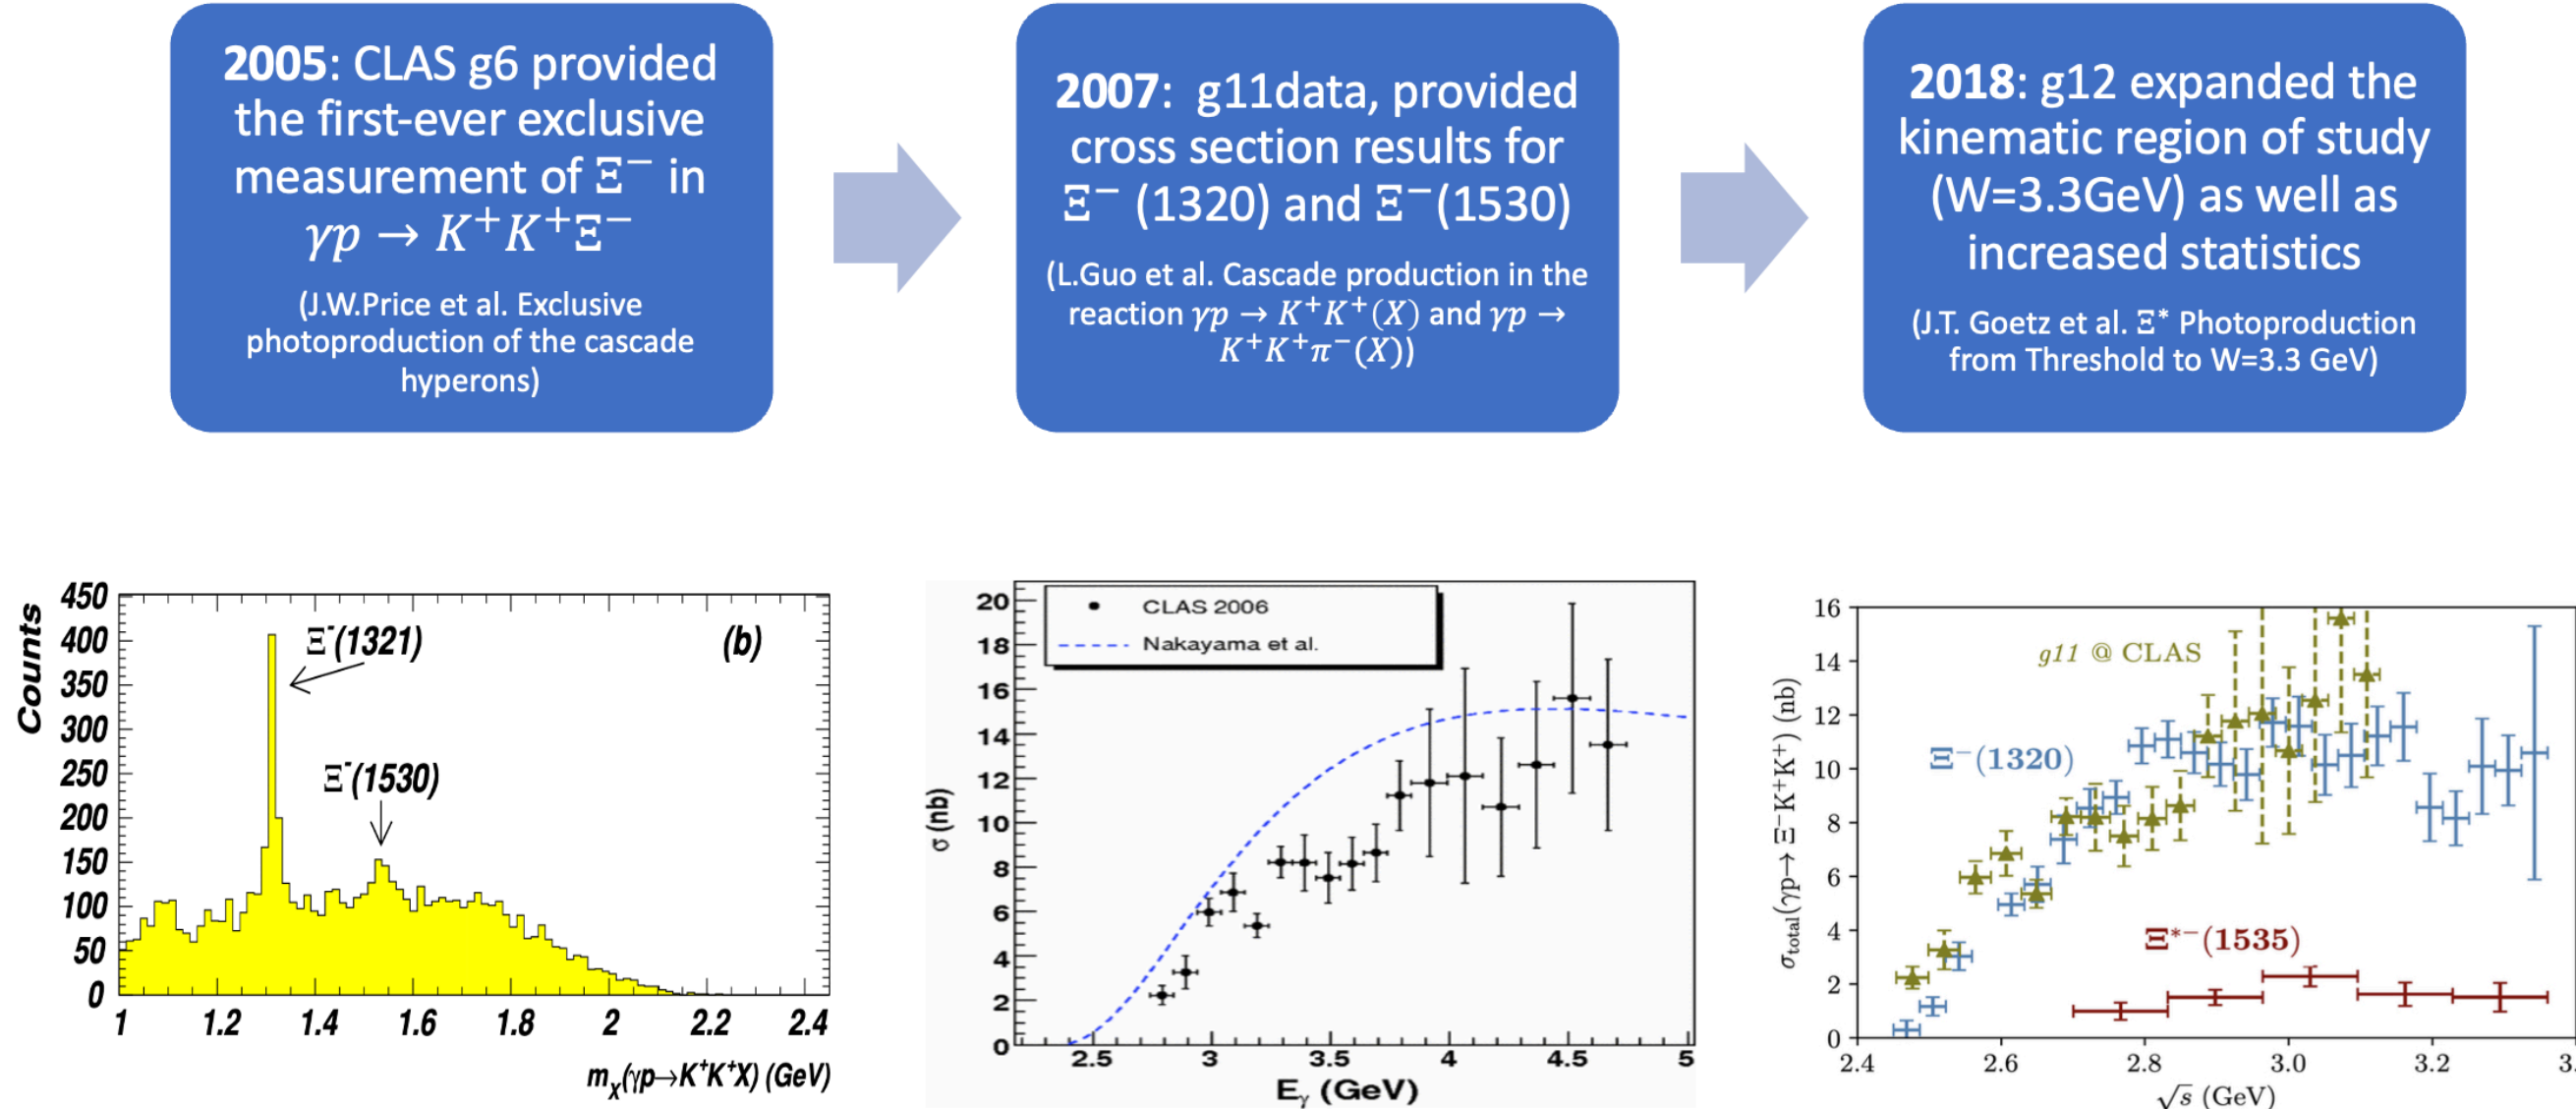 2005: CLAS g6 provided
the first-ever exclusive
measurement of Ξ⁻ in
γp → K⁺K⁺Ξ⁻
(J.W.Price et al. Exclusive
photoproduction of the cascade
hyperons)
2007: g11data, provided
cross section results for
Ξ⁻ (1320) and Ξ⁻(1530)
(L.Guo et al. Cascade production in the
reaction γp → K⁺K⁺(X) and γp →
K⁺K⁺π⁻(X))
2018: g12 expanded the
kinematic region of study
(W=3.3GeV) as well as
increased statistics
(J.T. Goetz et al. Ξ* Photoproduction
from Threshold to W=3.3 GeV)
Counts
450
400
350
300
250
200
150
100
50
0
Ξ⁻(1321)
(b)
Ξ⁻(1530)
1 1.2 1.4 1.6 1.8 2 2.2 2.4
mX(γp→K⁺K⁺X) (GeV)
σ (nb)
20
18
16
14
12
10
8
6
4
2
0
CLAS 2006
Nakayama et al.
2.5 3 3.5 4 4.5 5
Eγ (GeV)
σtotal(γp→ Ξ⁻K⁺K⁺) (nb)
16
14
12
10
8
6
4
2
0
g11 @ CLAS
Ξ⁻(1320)
Ξ*⁻(1535)
2.4 2.6 2.8 3.0 3.2 3.
√s (GeV)